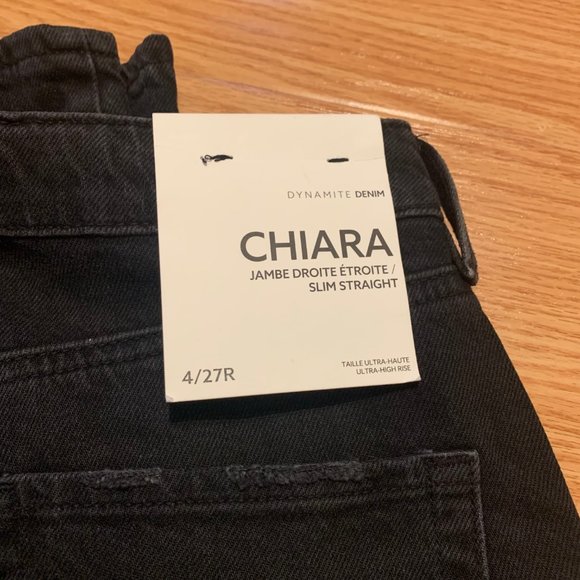 DYNAMITE DENIM
CHIARA
JAMBE DROITE ÉTROITE /
SLIM STRAIGHT
4/27R
TAILLE ULTRA-HAUTE
ULTRA-HIGH RISE